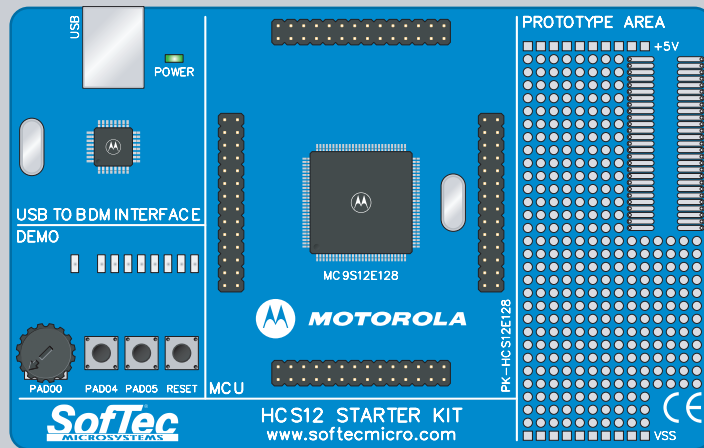 USB
POWER
USB TO BDM INTERFACE
DEMO
PAD00
PAD04
PAD05
RESET
MC9S12E128
MOTOROLA
MCU
PK-HCS12E128
PROTOTYPE AREA
+5V
VSS
CE
SofTec
MICROSYSTEMS
HCS12 STARTER KIT
www.softecmicro.com